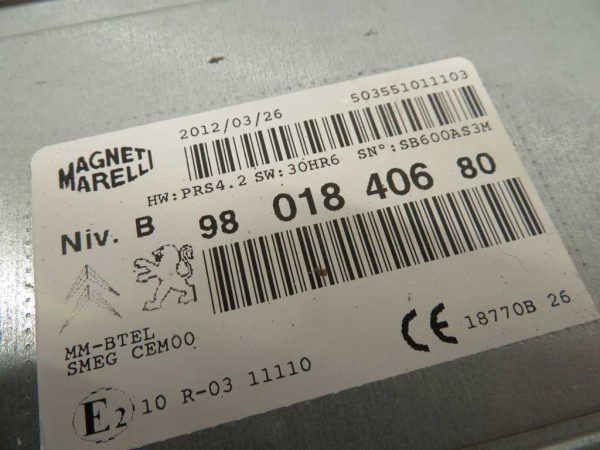 503551011103
2012/03/26
MAGNETI
MARELLI
HW:PRS4.2 SW:30HR6 SN°:SB600AS3M
Niv. B 98 018 406 80
MM-BTEL
SMEG CEM00
CE 18770B 26
E2 10 R-03 11110